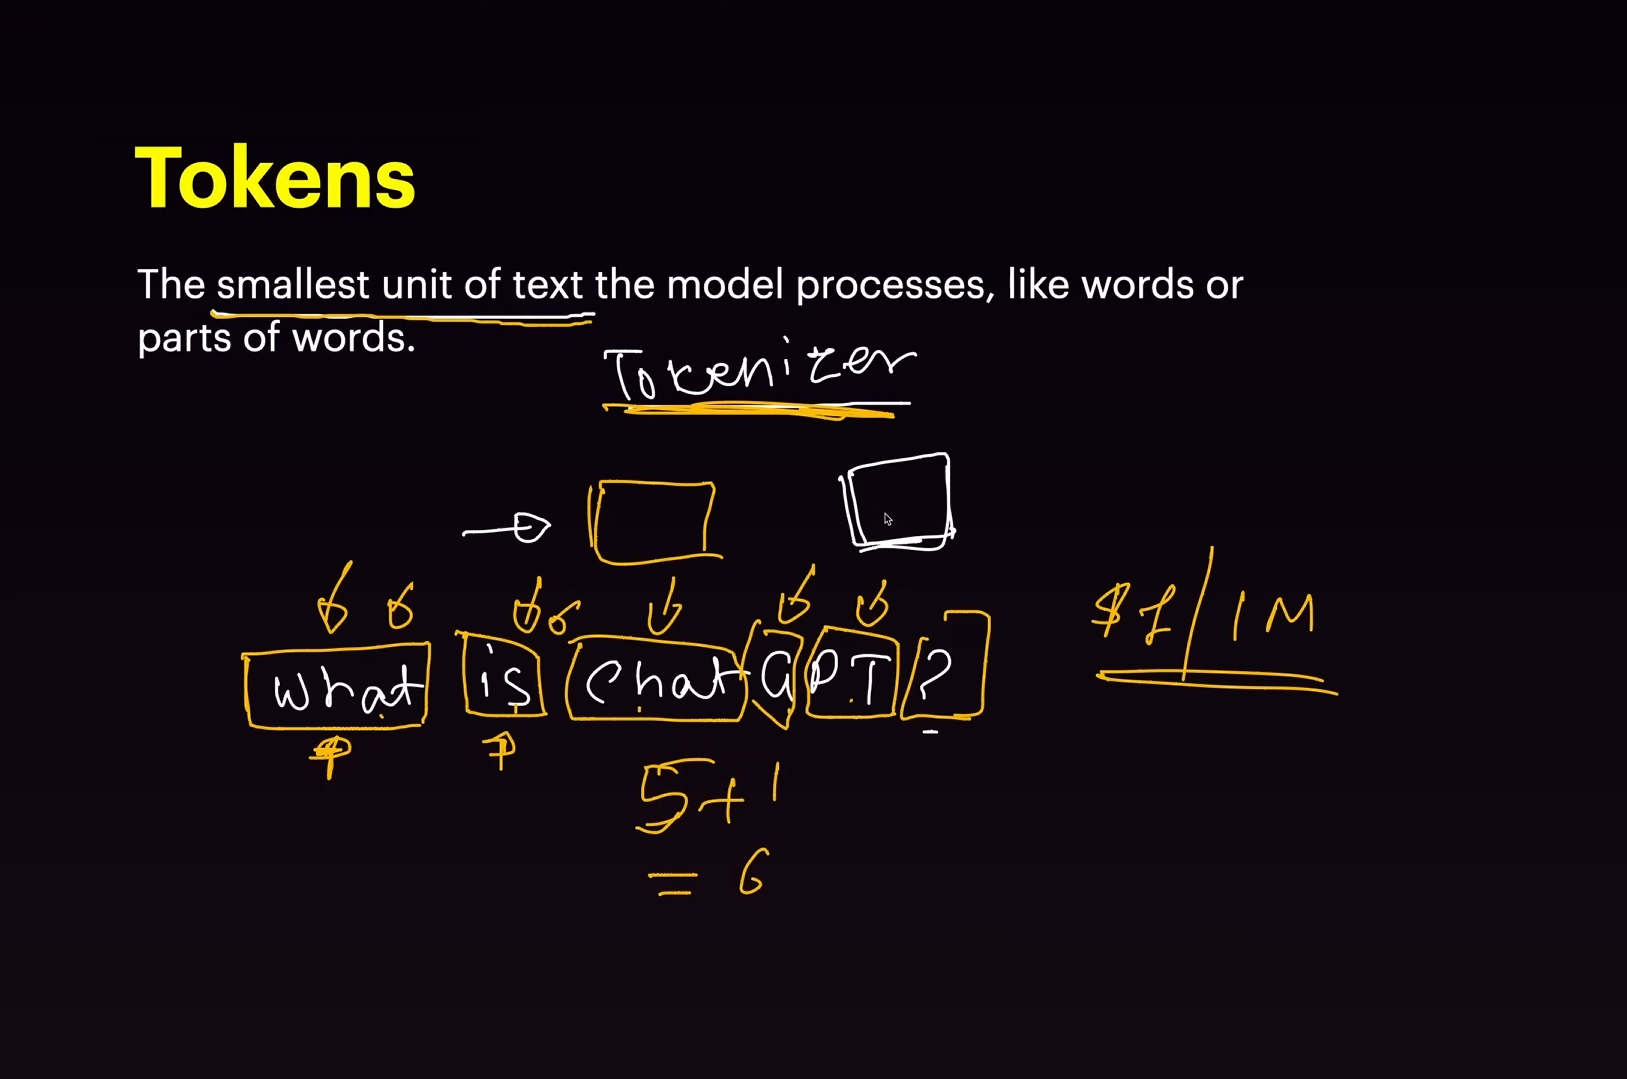 Tokens
The smallest unit of text the model processes, like words or
parts of words.
Tokenizer
What is ChatGPT?
$1/1M
5+1
= 6